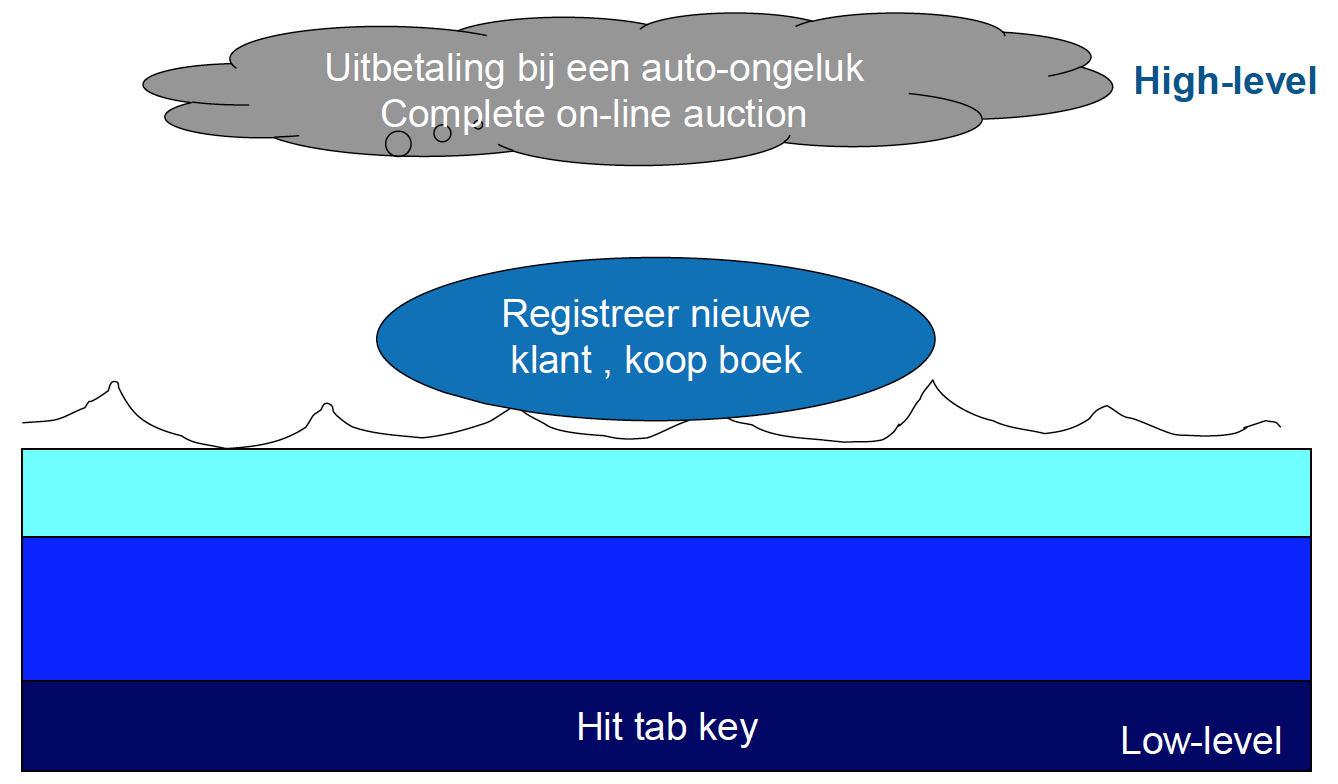 Uitbetaling bij een auto-ongeluk
Complete on-line auction
High-level
Registreer nieuwe
klant , koop boek
Hit tab key
Low-level